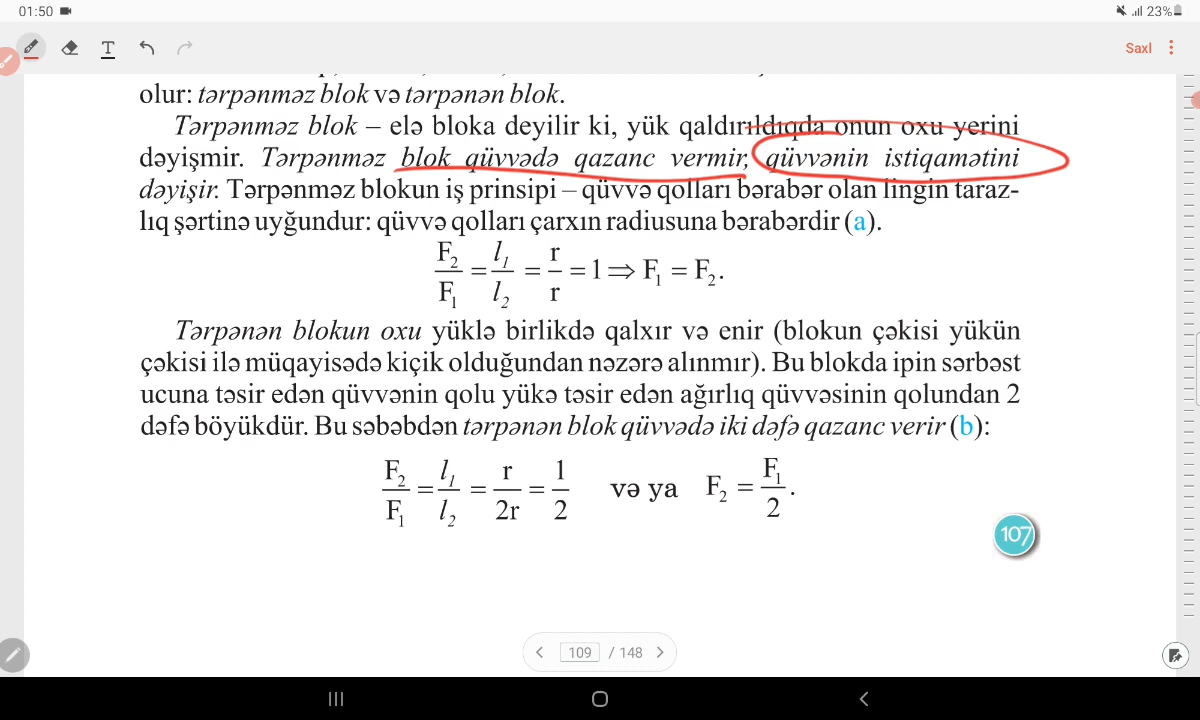 01:50 23%
T Saxl
olur: tərpənməz blok və tərpənən blok.
Tərpənməz blok – elə bloka deyilir ki, yük qaldırıldıqda onun oxu yerini
dəyişmir. Tərpənməz blok qüvvədə qazanc vermir, qüvvənin istiqamətini
dəyişir. Tərpənməz blokun iş prinsipi – qüvvə qolları bərabər olan lingin taraz-
lıq şərtinə uyğundur: qüvvə qolları çarxın radiusuna bərabərdir (a).
F₂/F₁ = l₁/l₂ = r/r = 1 ⇒ F₁ = F₂.
Tərpənən blokun oxu yüklə birlikdə qalxır və enir (blokun çəkisi yükün
çəkisi ilə müqayisədə kiçik olduğundan nəzərə alınmır). Bu blokda ipin sərbəst
ucuna təsir edən qüvvənin qolu yükə təsir edən ağırlıq qüvvəsinin qolundan 2
dəfə böyükdür. Bu səbəbdən tərpənən blok qüvvədə iki dəfə qazanc verir (b):
F₂/F₁ = l₁/l₂ = r/2r = 1/2 və ya F₂ = F₁/2.
107
109 / 148